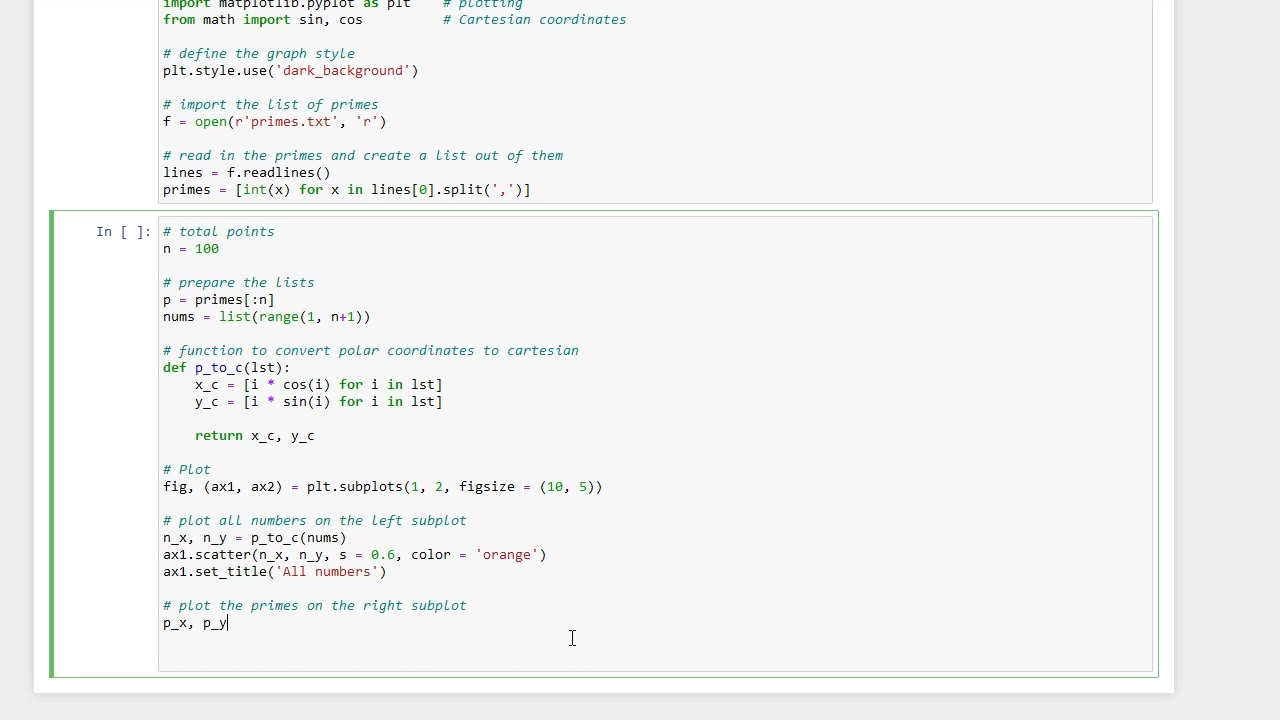 import matplotlib.pyplot as plt    # plotting
from math import sin, cos          # Cartesian coordinates
# define the graph style
plt.style.use('dark_background')
# import the list of primes
f = open(r'primes.txt', 'r')
# read in the primes and create a list out of them
lines = f.readlines()
primes = [int(x) for x in lines[0].split(',')]
In [ ]: # total points
n = 100
# prepare the lists
p = primes[:n]
nums = list(range(1, n+1))
# function to convert polar coordinates to cartesian
def p_to_c(lst):
    x_c = [i * cos(i) for i in lst]
    y_c = [i * sin(i) for i in lst]
    return x_c, y_c
# Plot
fig, (ax1, ax2) = plt.subplots(1, 2, figsize = (10, 5))
# plot all numbers on the left subplot
n_x, n_y = p_to_c(nums)
ax1.scatter(n_x, n_y, s = 0.6, color = 'orange')
ax1.set_title('All numbers')
# plot the primes on the right subplot
p_x, p_y